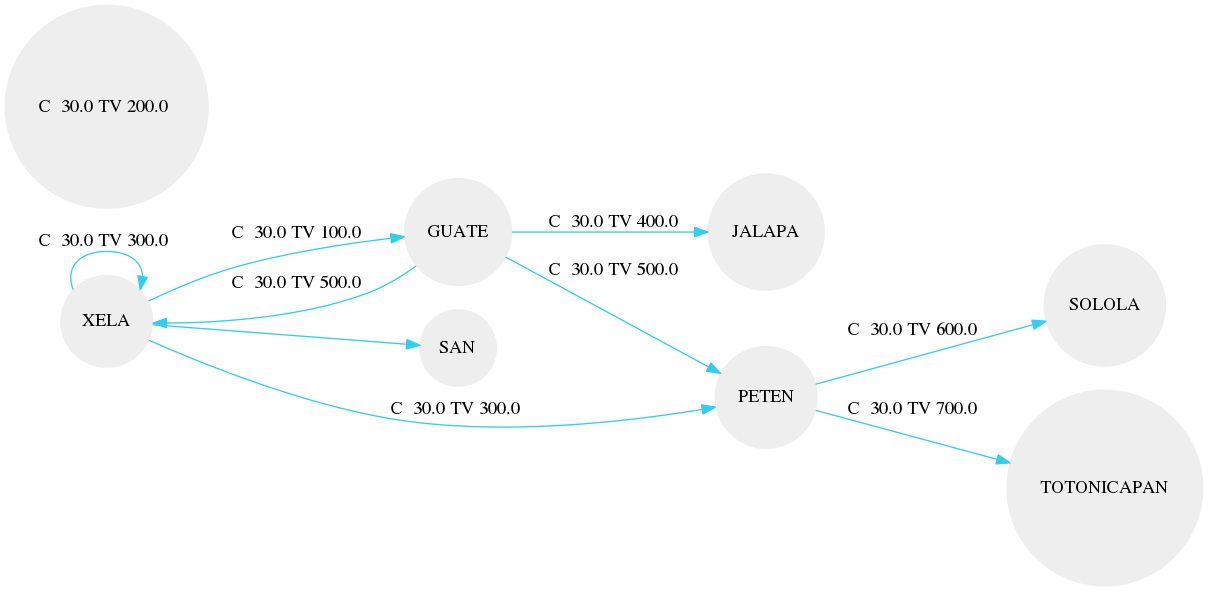 C  30.0 TV 200.0
C  30.0 TV 300.0
XELA
C  30.0 TV 100.0
C  30.0 TV 500.0
GUATE
SAN
C  30.0 TV 300.0
C  30.0 TV 400.0
C  30.0 TV 500.0
JALAPA
PETEN
C  30.0 TV 600.0
C  30.0 TV 700.0
SOLOLA
TOTONICAPAN